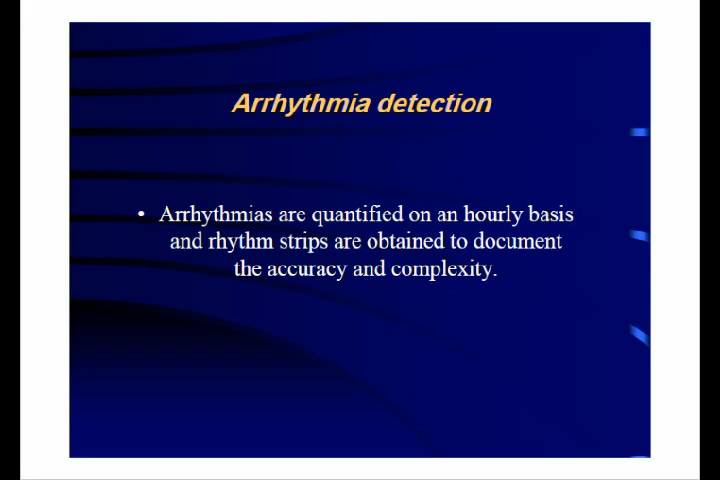 Arrhythmia detection
• Arrhythmias are quantified on an hourly basis
and rhythm strips are obtained to document
the accuracy and complexity.